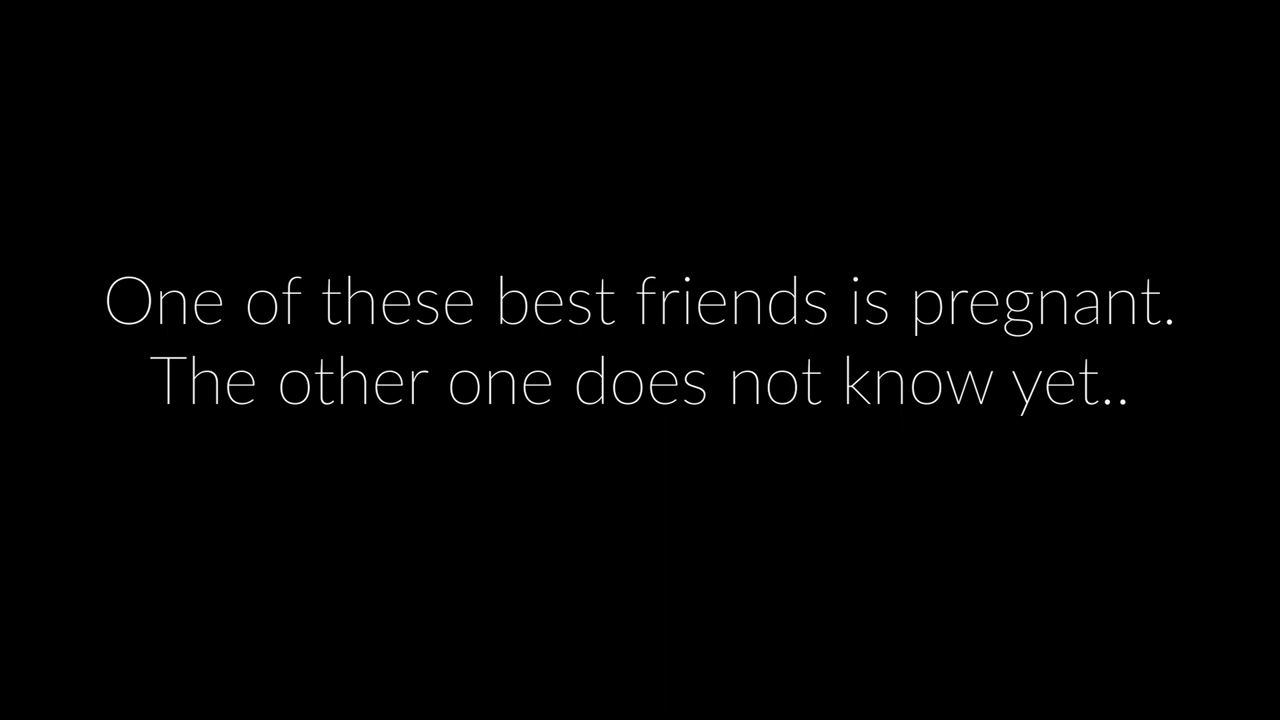 One of these best friends is pregnant.
The other one does not know yet..